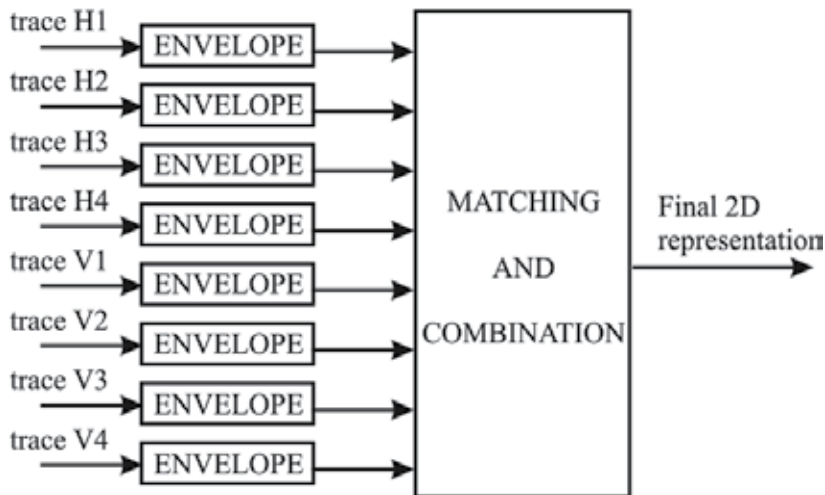 trace H1
ENVELOPE
trace H2
ENVELOPE
trace H3
ENVELOPE
trace H4
ENVELOPE
trace V1
ENVELOPE
trace V2
ENVELOPE
trace V3
ENVELOPE
trace V4
ENVELOPE
MATCHING
AND
COMBINATION
Final 2D
representation